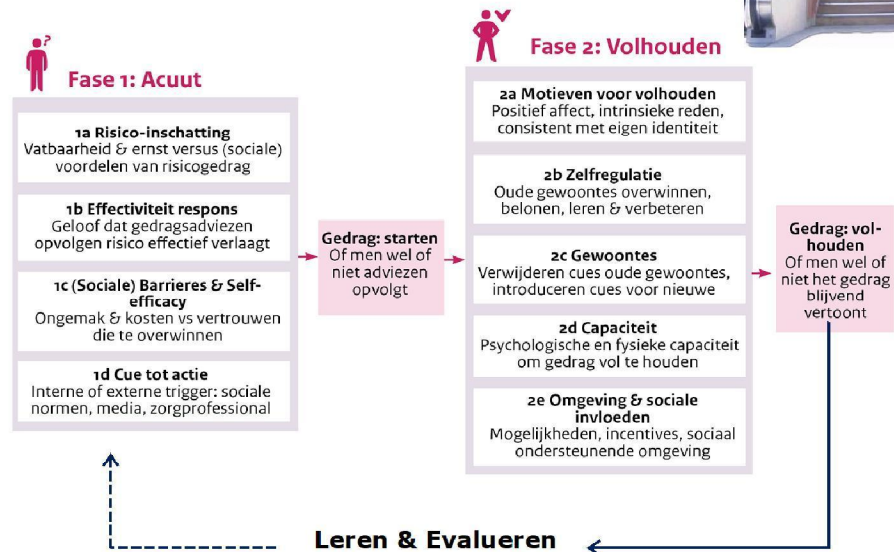 ?
Fase 1: Acuut
1a Risico-inschatting
Vatbaarheid & ernst versus (sociale)
voordelen van risicogedrag
1b Effectiviteit respons
Geloof dat gedragsadviezen
opvolgen risico effectief verlaagt
1c (Sociale) Barrieres & Self-
efficacy
Ongemak & kosten vs vertrouwen
die te overwinnen
1d Cue tot actie
Interne of externe trigger: sociale
normen, media, zorgprofessional
Gedrag: starten
Of men wel of
niet adviezen
opvolgt
Fase 2: Volhouden
2a Motieven voor volhouden
Positief affect, intrinsieke reden,
consistent met eigen identiteit
2b Zelfregulatie
Oude gewoontes overwinnen,
belonen, leren & verbeteren
2c Gewoontes
Verwijderen cues oude gewoontes,
introduceren cues voor nieuwe
2d Capaciteit
Psychologische en fysieke capaciteit
om gedrag vol te houden
2e Omgeving & sociale
invloeden
Mogelijkheden, incentives, sociaal
ondersteunende omgeving
Gedrag: vol-
houden
Of men wel of
niet het gedrag
blijvend
vertoont
Leren & Evalueren